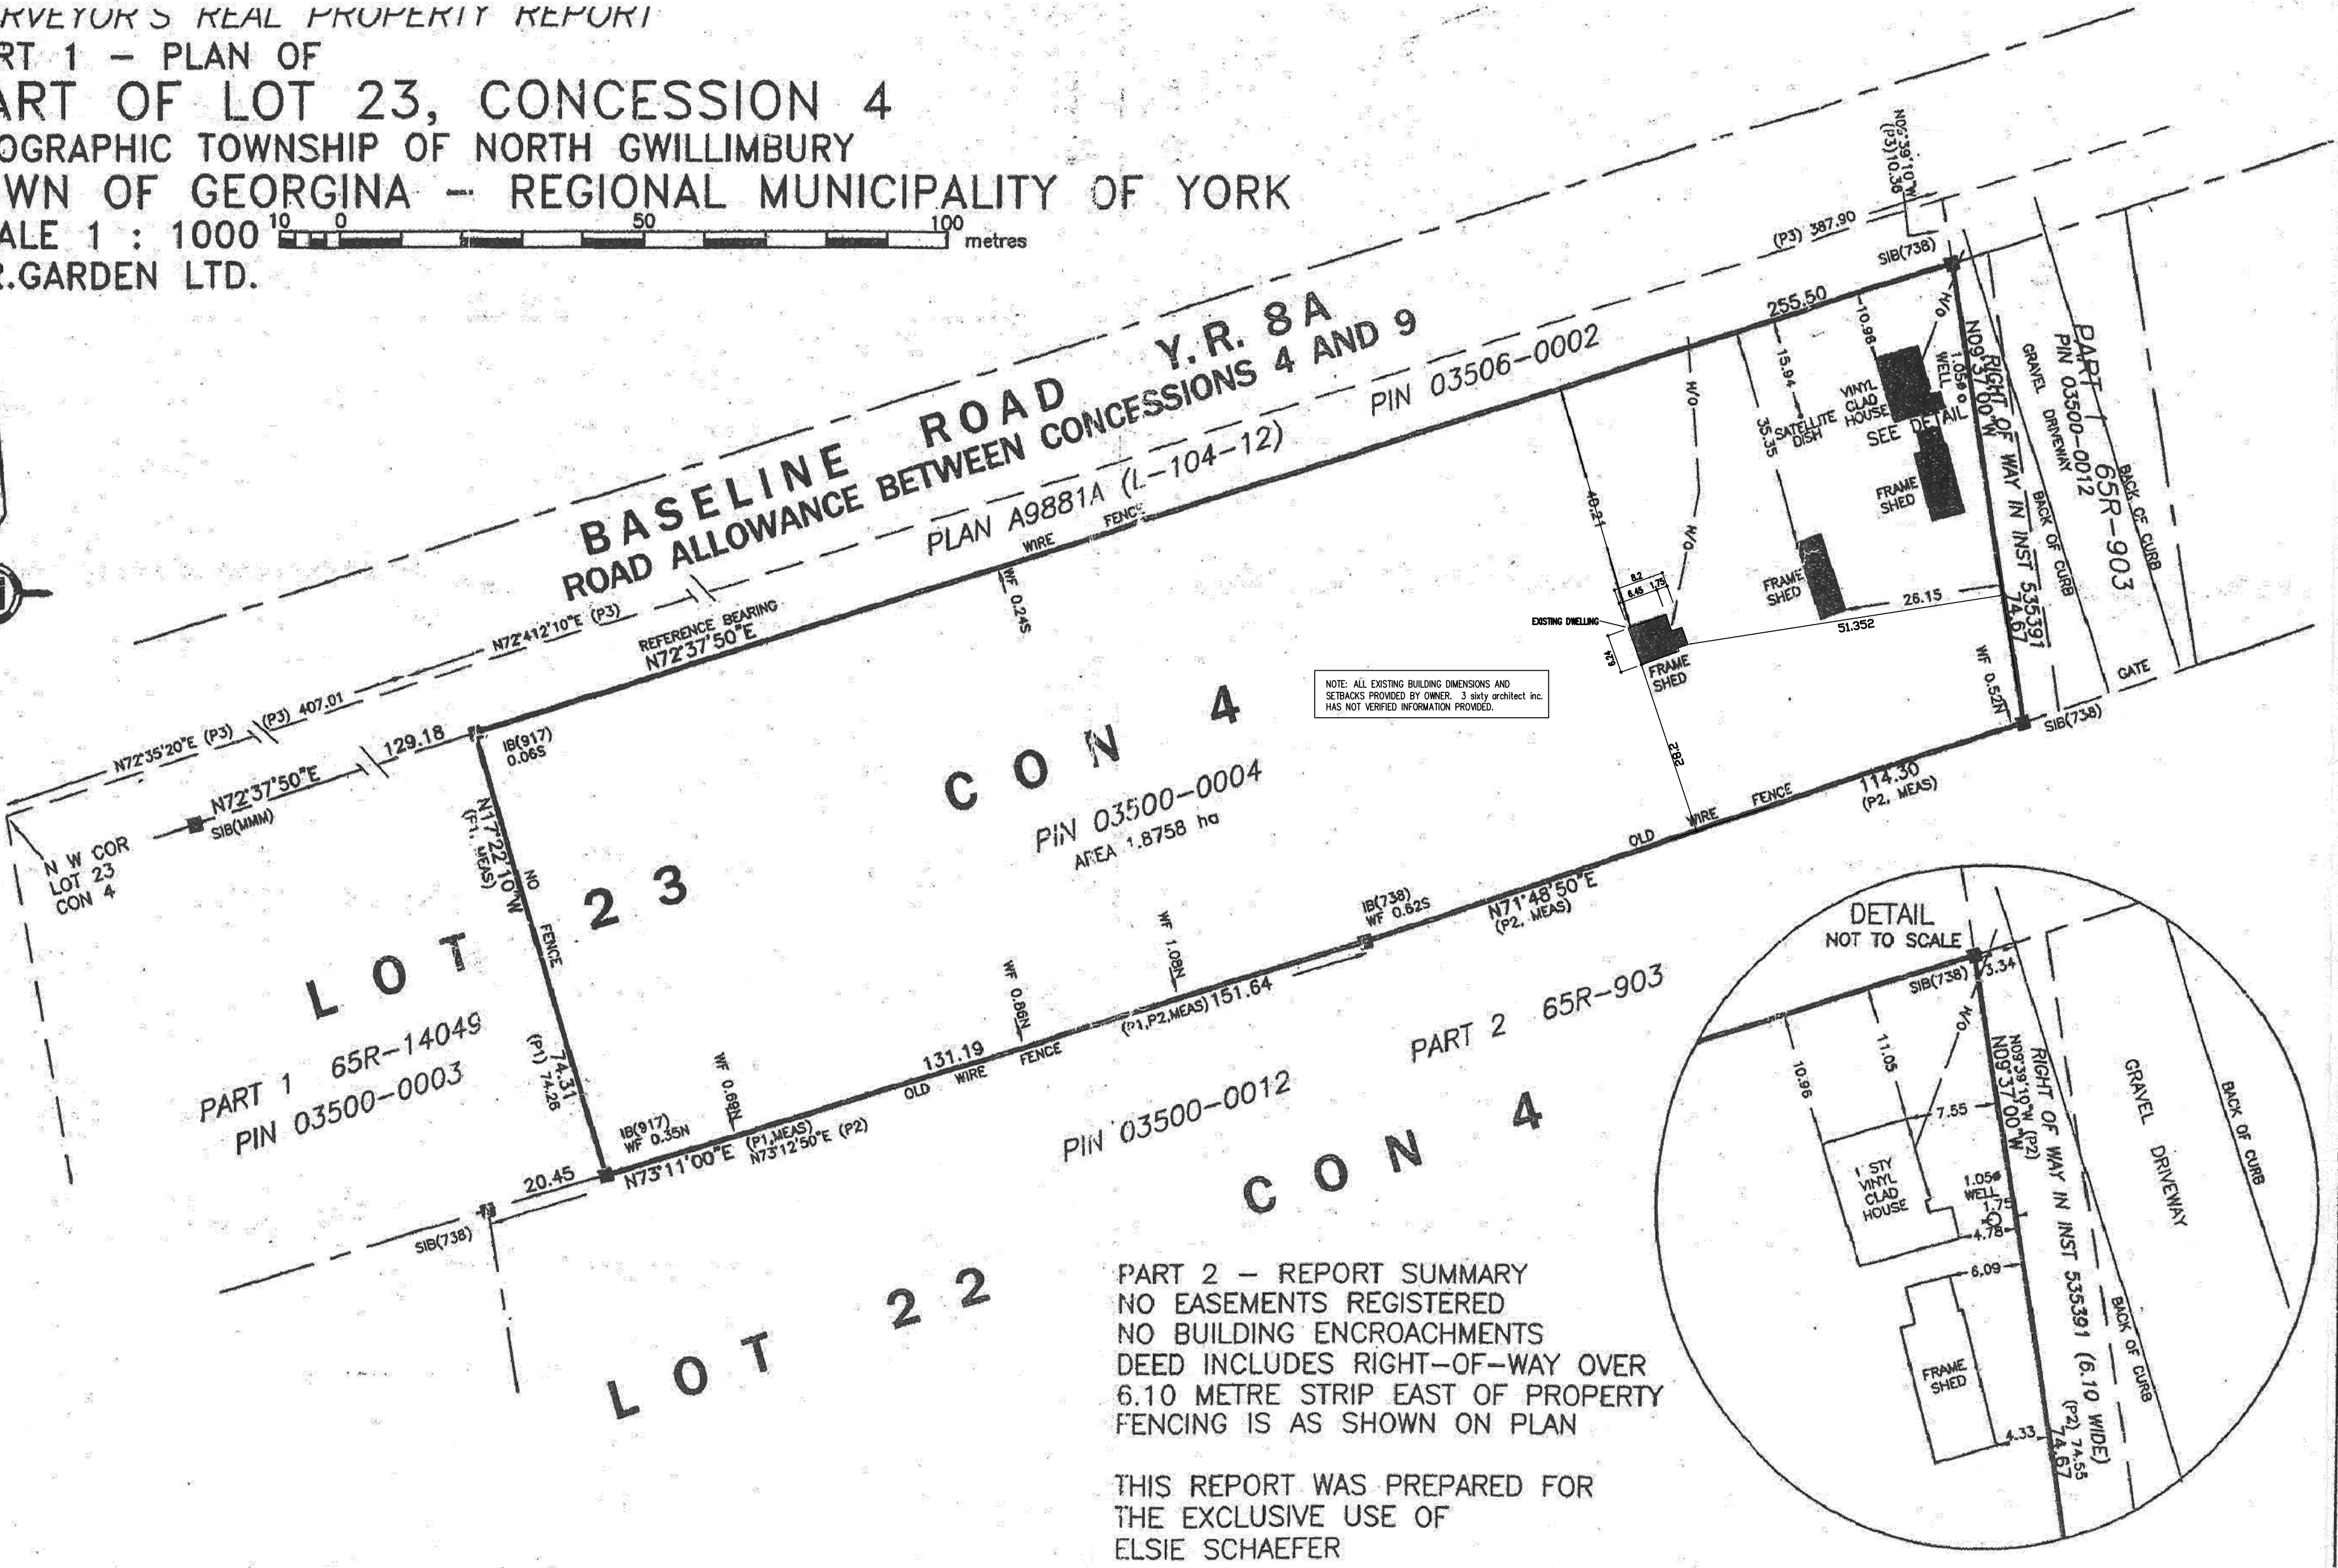 RVEYOR'S REAL PROPERTY REPORT
RT 1 – PLAN OF
ART OF LOT 23, CONCESSION 4
OGRAPHIC TOWNSHIP OF NORTH GWILLIMBURY
WN OF GEORGINA – REGIONAL MUNICIPALITY OF YORK
ALE 1 : 1000
10 0 50 100 metres
R.GARDEN LTD.
BASELINE ROAD Y.R. 8A
ROAD ALLOWANCE BETWEEN CONCESSIONS 4 AND 9
PLAN A9881A (L-104-12)
PIN 03506-0002
(P3) 387.90
N05°39'10"W
(P3)10.36
SIB(738)
255.50
H/O
10.96
15.94
35.35
H/O
H/O
40.21
VINYL
CLAD
HOUSE
1.05ø
WELL
SEE DETAIL
SATELLITE
DISH
FRAME
SHED
FRAME
SHED
26.15
51.352
N09°37'00"W
RIGHT OF WAY IN INST 535391
74.67
GRAVEL DRIVEWAY
PART 1
PIN 03500-0012
65R-903
BACK OF CURB
BACK OF CURB
GATE
SIB(738)
WF 0.52N
8.2
6.45 1.75
6.24
EXISTING DWELLING
FRAME
SHED
28.2
NOTE: ALL EXISTING BUILDING DIMENSIONS AND
SETBACKS PROVIDED BY OWNER. 3 sixty architect inc.
HAS NOT VERIFIED INFORMATION PROVIDED.
WIRE FENCE
WF 0.24S
N72°412'10"E (P3)
REFERENCE BEARING
N72°37'50"E
N72°35'20"E (P3)
(P3) 407.01
129.18
N72°37'50"E
SIB(MMM)
N W COR
LOT 23
CON 4
IB(917)
0.06S
N17°22'10"W
(P1, MEAS)
NO FENCE
74.31
(P1) 74.26
LOT 23
CON 4
PIN 03500-0004
AREA 1.8758 ha
PART 1 65R-14049
PIN 03500-0003
20.45
SIB(738)
IB(917)
WF 0.35N
WF 0.69N
N73°11'00"E (P1,MEAS)
N73°12'50"E (P2)
131.19
OLD WIRE FENCE
WF 0.86N
WF 1.08N
(P1,P2,MEAS) 151.64
IB(738)
WF 0.62S
N71°48'50"E
(P2, MEAS)
OLD WIRE FENCE
114.30
(P2, MEAS)
PART 2 65R-903
PIN 03500-0012
CON 4
LOT 22
DETAIL
NOT TO SCALE
SIB(738)
3.34
H/O
10.96
11.05
7.55
1 STY
VINYL
CLAD
HOUSE
1.05ø
WELL
1.75
4.78
6.09
FRAME
SHED
4.33
N09°39'10"W (P2)
N09°37'00"W
RIGHT OF WAY IN INST 535391 (6.10 WIDE)
(P2) 74.55
74.67
GRAVEL DRIVEWAY
BACK OF CURB
BACK OF CURB
PART 2 – REPORT SUMMARY
NO EASEMENTS REGISTERED
NO BUILDING ENCROACHMENTS
DEED INCLUDES RIGHT-OF-WAY OVER
6.10 METRE STRIP EAST OF PROPERTY
FENCING IS AS SHOWN ON PLAN
THIS REPORT WAS PREPARED FOR
THE EXCLUSIVE USE OF
ELSIE SCHAEFER